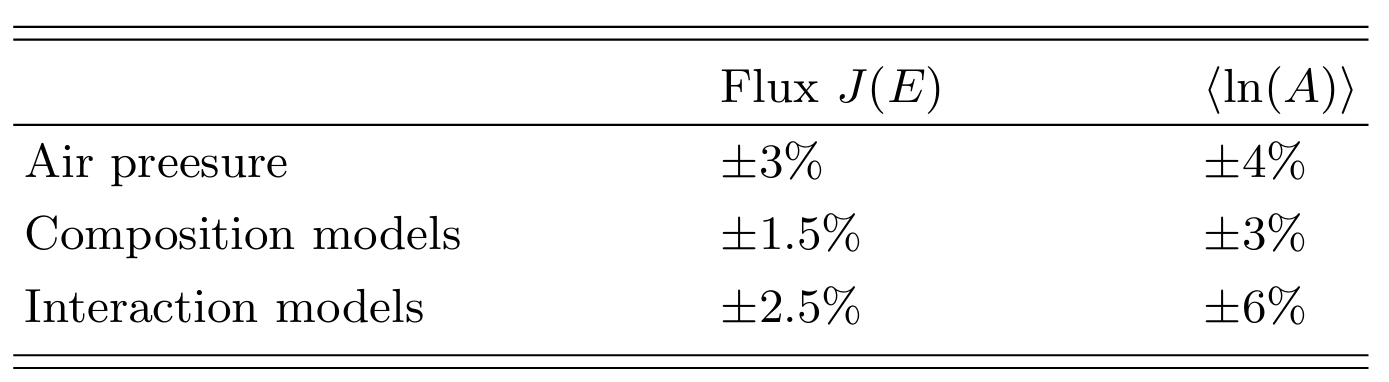 Flux J(E) ⟨ln(A)⟩
Air preesure ±3% ±4%
Composition models ±1.5% ±3%
Interaction models ±2.5% ±6%